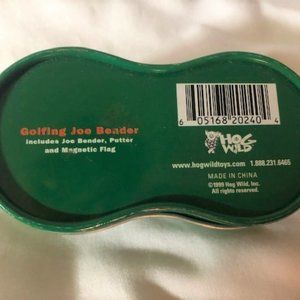 Golfing Joe Bender
Includes Joe Bender, Putter
and Magnetic Flag
6 05168 20240 4
HOG
WILD
www.hogwildtoys.com 1.888.231.6465
MADE IN CHINA
©1999 Hog Wild, Inc.
All rights reserved.